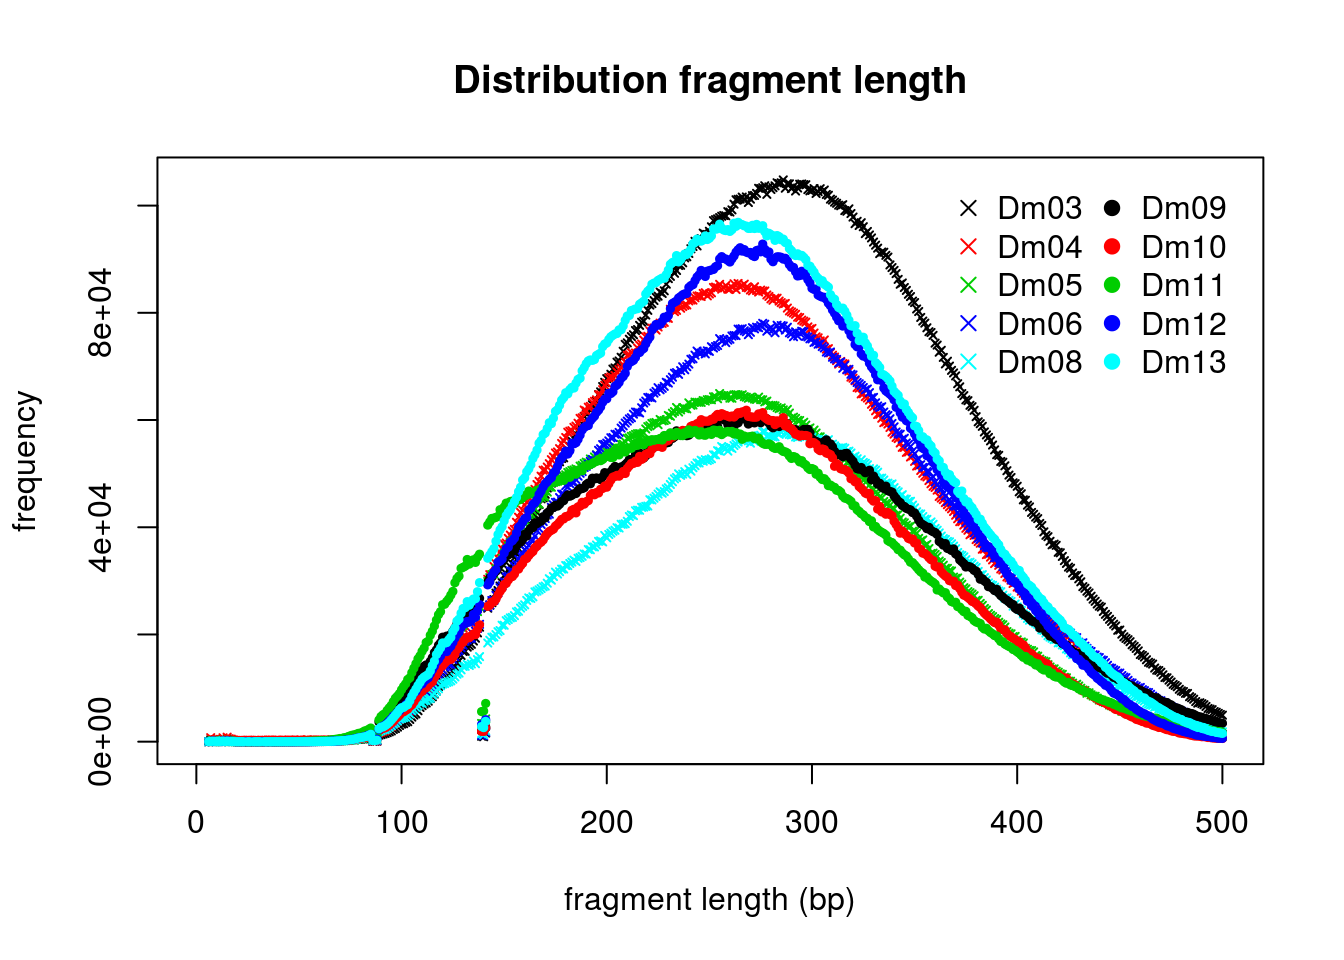 Distribution fragment length
Dm03 Dm09
Dm04 Dm10
Dm05 Dm11
Dm06 Dm12
Dm08 Dm13
frequency
8e+04
4e+04
0e+00
0 100 200 300 400 500
fragment length (bp)